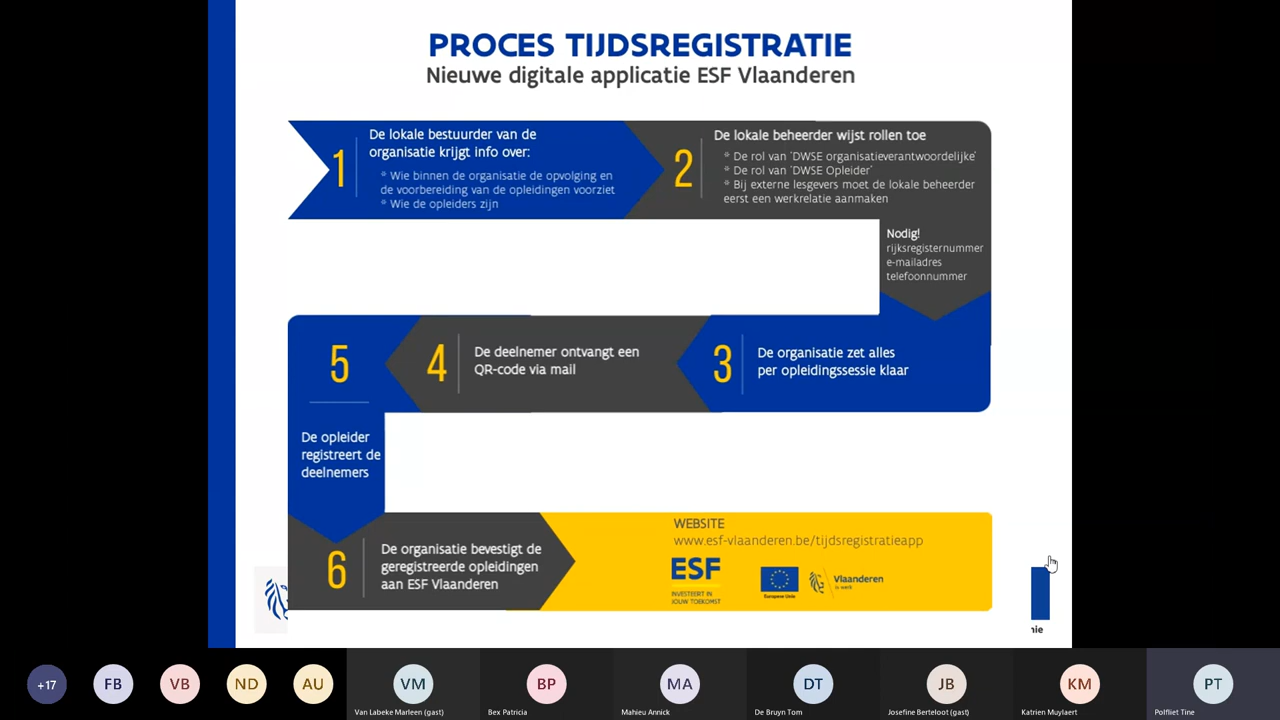 PROCES TIJDSREGISTRATIE
Nieuwe digitale applicatie ESF Vlaanderen
1
De lokale bestuurder van de
organisatie krijgt info over:
* Wie binnen de organisatie de opvolging en
de voorbereiding van de opleidingen voorziet
* Wie de opleiders zijn
2
De lokale beheerder wijst rollen toe
* De rol van 'DWSE organisatieverantwoordelijke'
* De rol van 'DWSE Opleider'
* Bij externe lesgevers moet de lokale beheerder
eerst een werkrelatie aanmaken
Nodig!
rijksregisternummer
e-mailadres
telefoonnummer
3
De organisatie zet alles
per opleidingssessie klaar
4
De deelnemer ontvangt een
QR-code via mail
5
De opleider
registreert de
deelnemers
6
De organisatie bevestigt de
geregistreerde opleidingen
aan ESF Vlaanderen
WEBSITE
www.esf-vlaanderen.be/tijdsregistratieapp
ESF
INVESTEERT IN
JOUW TOEKOMST
Europese Unie
Vlaanderen
is werk
nie
+17
FB
VB
ND
AU
VM
Van Labeke Marleen (gast)
BP
Bex Patricia
MA
Mahieu Annick
DT
De Bruyn Tom
JB
Josefine Berteloot (gast)
KM
Katrien Muylaert
PT
Polfliet Tine